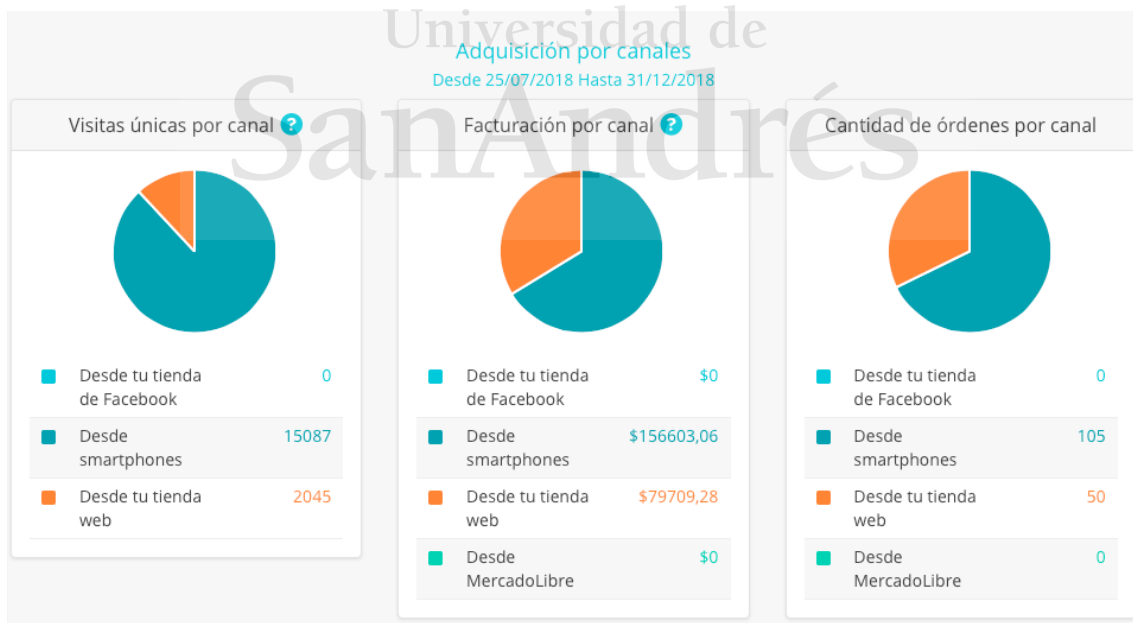 Universidad de
SanAndrés
Adquisición por canales
Desde 25/07/2018 Hasta 31/12/2018
Visitas únicas por canal ?
Desde tu tienda 0
de Facebook
Desde 15087
smartphones
Desde tu tienda 2045
web
Facturación por canal ?
Desde tu tienda $0
de Facebook
Desde $156603,06
smartphones
Desde tu tienda $79709,28
web
Desde $0
MercadoLibre
Cantidad de órdenes por canal
Desde tu tienda 0
de Facebook
Desde 105
smartphones
Desde tu tienda 50
web
Desde 0
MercadoLibre